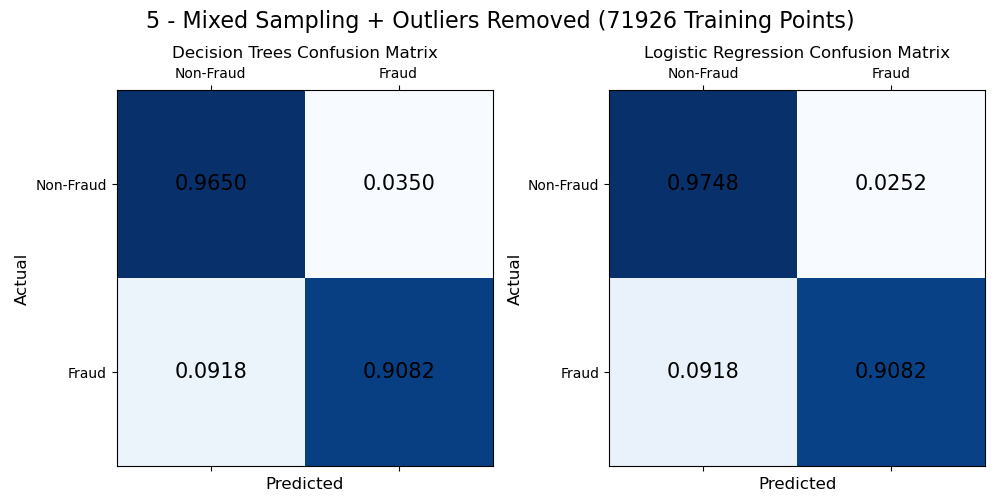 5 - Mixed Sampling + Outliers Removed (71926 Training Points)
Decision Trees Confusion Matrix
Non-Fraud Fraud
Actual
Non-Fraud 0.9650 0.0350
Fraud 0.0918 0.9082
Predicted
Logistic Regression Confusion Matrix
Non-Fraud Fraud
Actual
Non-Fraud 0.9748 0.0252
Fraud 0.0918 0.9082
Predicted